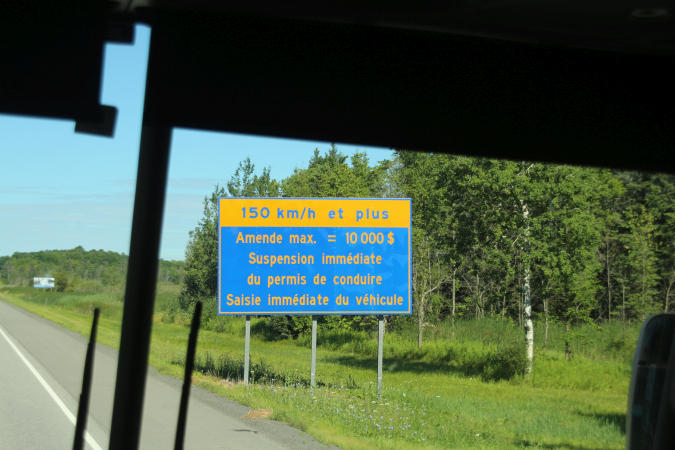 150 km/h et plus
Amende max. = 10 000 $
Suspension immédiate
du permis de conduire
Saisie immédiate du véhicule